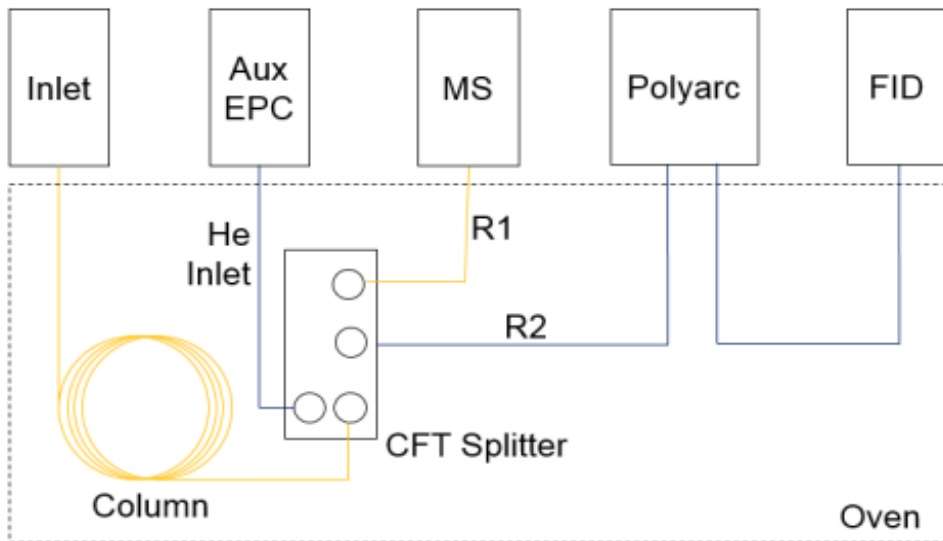 Inlet
Aux
EPC
MS
Polyarc
FID
He
Inlet
R1
R2
CFT Splitter
Column
Oven